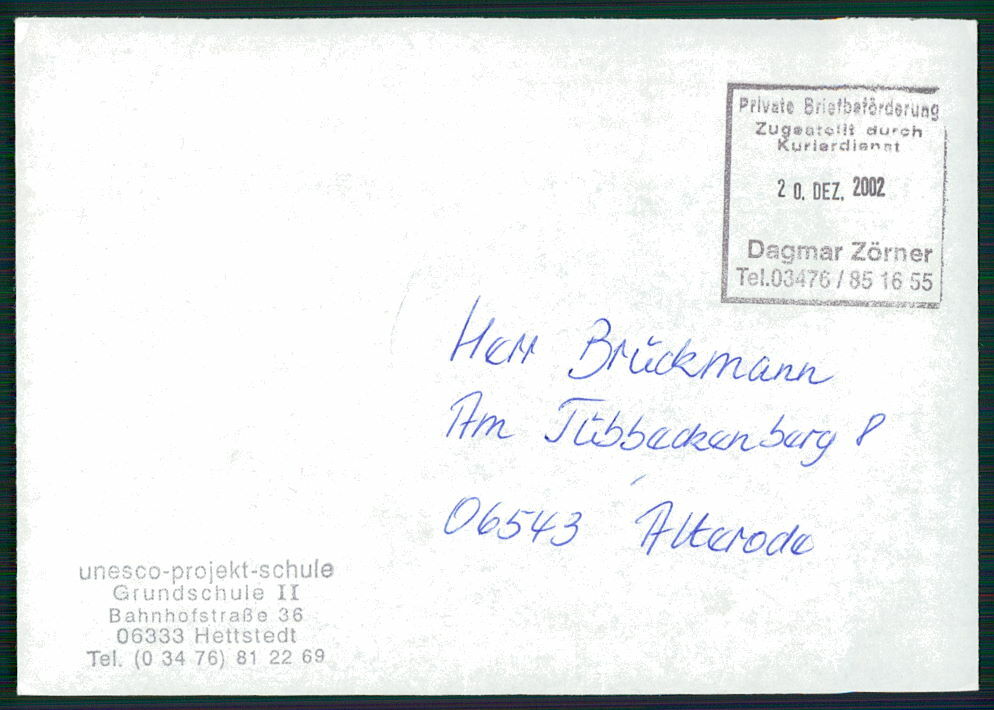 Private Briefbeförderung
Zugestellt durch
Kurierdienst
20. DEZ. 2002
Dagmar Zörner
Tel.03476 / 85 16 55
Herr Brückmann
Am Tübbeckenberg 8
06543 Alterode
unesco-projekt-schule
Grundschule II
Bahnhofstraße 36
06333 Hettstedt
Tel. (0 34 76) 81 22 69